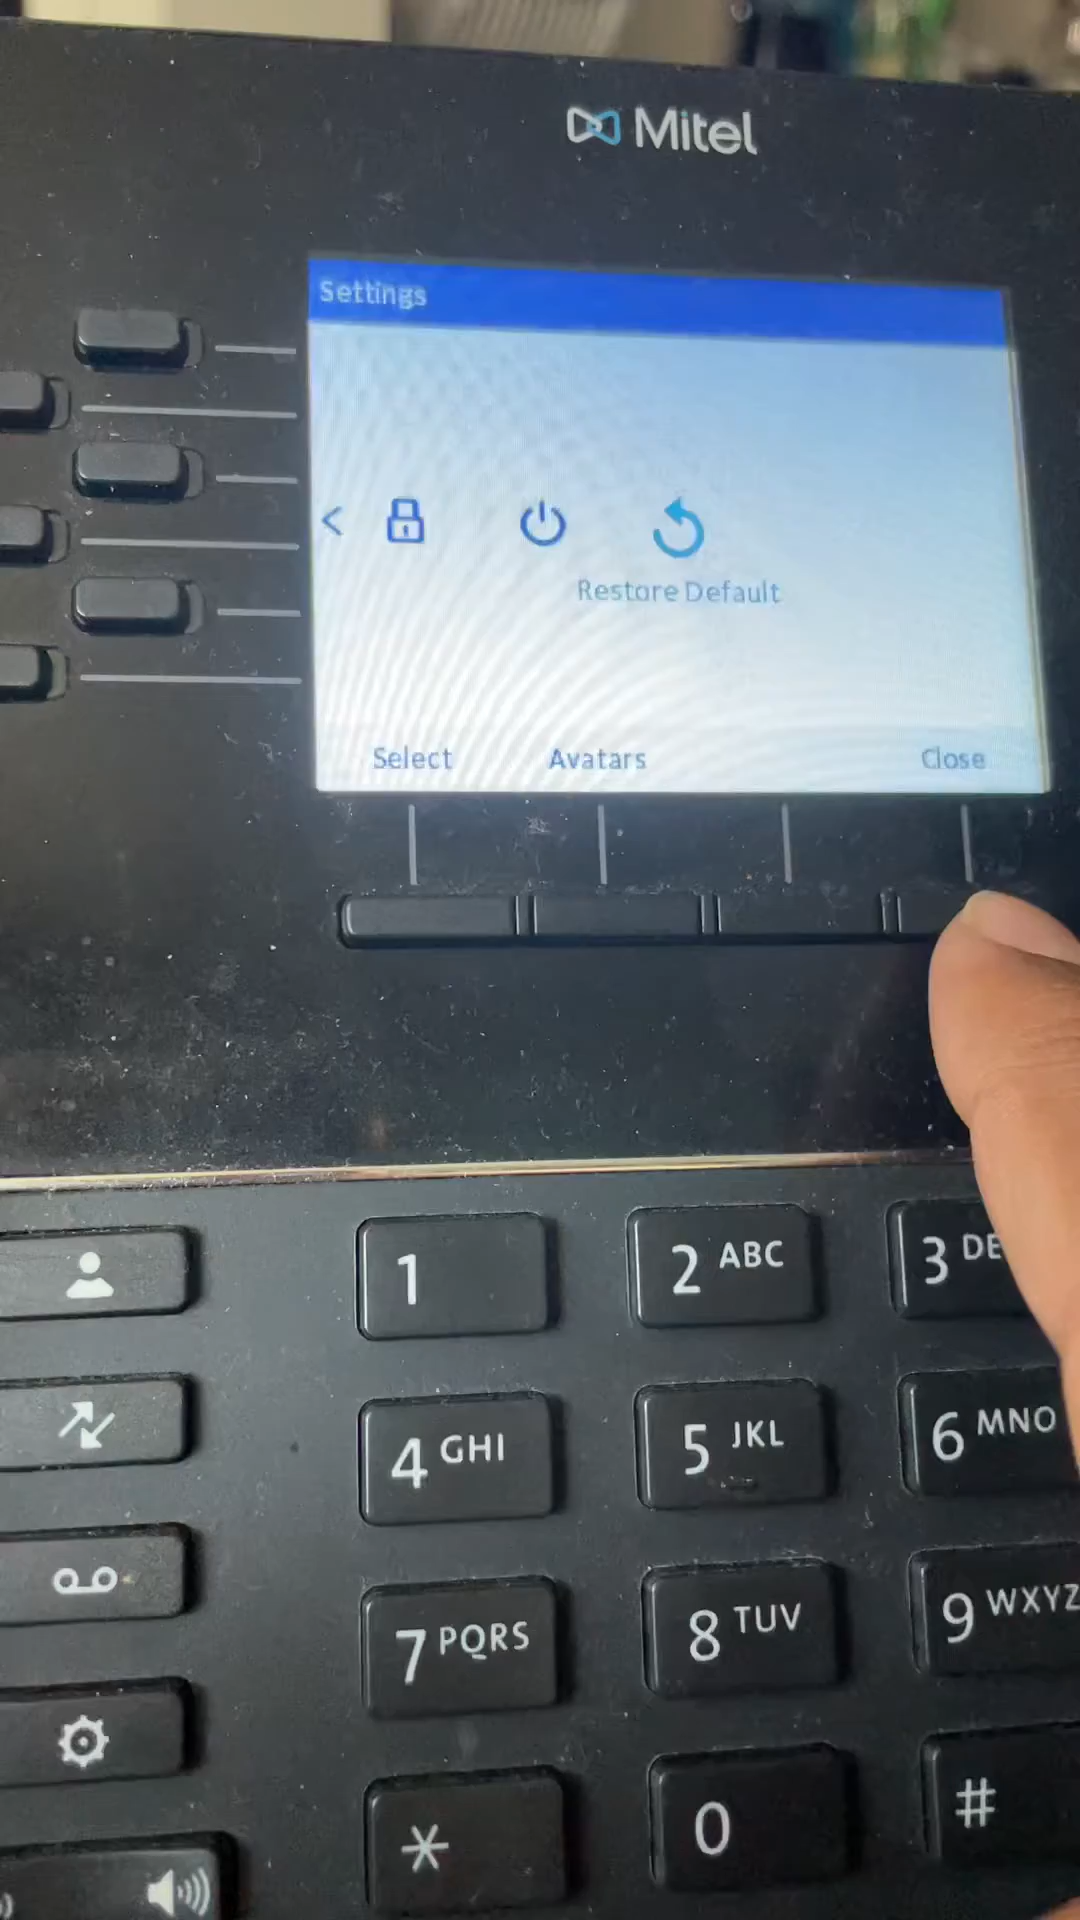 Mitel
Settings
Restore Default
Select Avatars Close
1 2 ABC 3 DE
4 GHI 5 JKL 6 MNO
7 PQRS 8 TUV 9 WXYZ
* 0 #